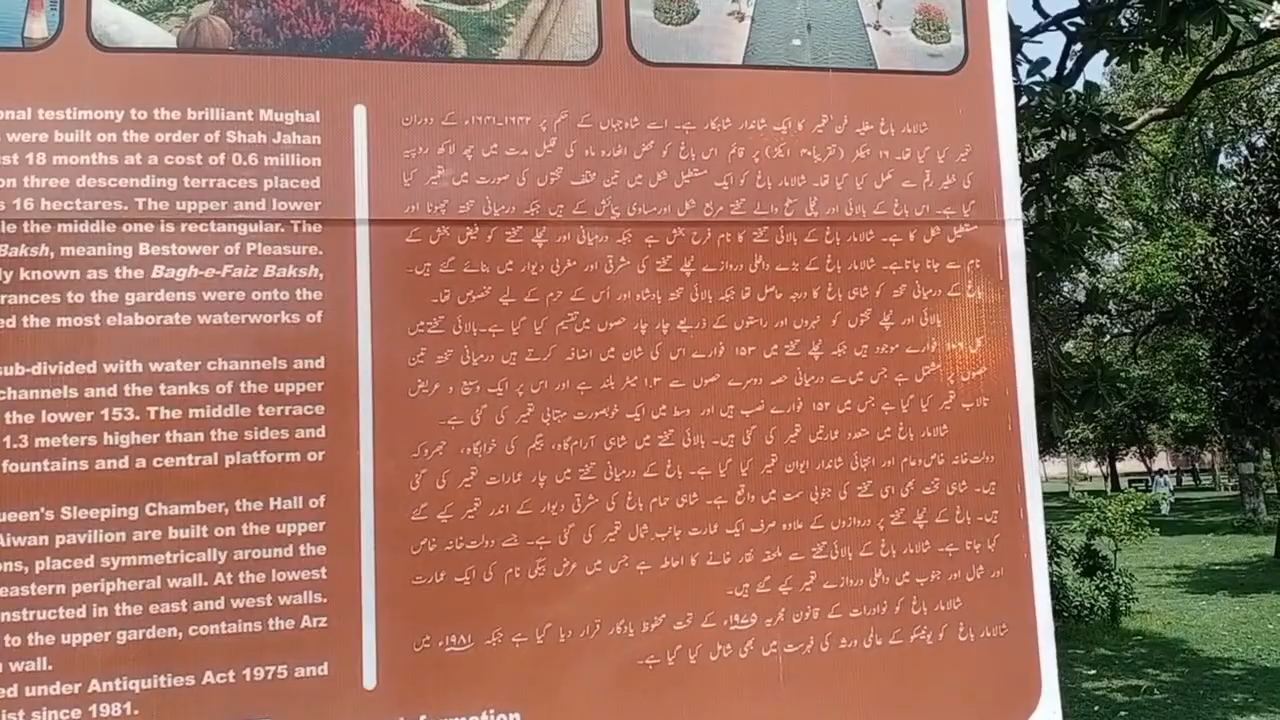 onal testimony to the brilliant Mughal
were built on the order of Shah Jahan
ust 18 months at a cost of 0.6 million
on three descending terraces placed
s 16 hectares. The upper and lower
le the middle one is rectangular. The
Baksh, meaning Bestower of Pleasure.
ly known as the Bagh-e-Faiz Baksh,
rances to the gardens were onto the
ed the most elaborate waterworks of
sub-divided with water channels and
channels and the tanks of the upper
the lower 153. The middle terrace
1.3 meters higher than the sides and
fountains and a central platform or
ueen's Sleeping Chamber, the Hall of
Aiwan pavilion are built on the upper
ons, placed symmetrically around the
eastern peripheral wall. At the lowest
nstructed in the east and west walls.
to the upper garden, contains the Arz
wall.
ed under Antiquities Act 1975 and
ist since 1981.
شالامار باغ مغلیہ فن تعمیر کا ایک شاندار شاہکار ہے۔ اسے شاہ جہاں کے حکم پر ۱۶۴۲۔۱۶۴۱ء کے دوران
تعمیر کیا گیا تھا۔ ۱۶ ہیکٹر (تقریباً ۴۰ ایکڑ) پر قائم اس باغ کو محض اٹھارہ ماہ کی قلیل مدت میں چھ لاکھ روپیہ
کی خطیر رقم سے مکمل کیا گیا تھا۔ شالامار باغ کو ایک مستطیل شکل میں تین مختلف تختوں کی صورت میں تعمیر کیا
گیا ہے۔ اس باغ کے بالائی اور نچلی سطح والے تختے مربع شکل اور مساوی پیمائش کے ہیں جبکہ درمیانی تختہ چھوٹا اور
مستطیل شکل کا ہے۔ شالامار باغ کے بالائی تختے کا نام فرح بخش ہے جبکہ درمیانی اور نچلے تختے کو فیض بخش کے
نام سے جانا جاتا ہے۔ شالامار باغ کے بڑے داخلی دروازے نچلے تختے کی مشرقی اور مغربی دیوار میں بنائے گئے ہیں۔
باغ کے درمیانی تختہ کو شاہی باغ کا درجہ حاصل تھا جبکہ بالائی تختہ بادشاہ اور اُس کے حرم کے لیے مخصوص تھا۔
بالائی اور نچلے تختوں کو نہروں اور راستوں کے ذریعے چار چار حصوں میں تقسیم کیا گیا ہے۔ بالائی تختے میں
فوارے موجود ہیں جبکہ نچلے تختے میں ۱۵۳ فوارے اس کی شان میں اضافہ کرتے ہیں درمیانی تختہ تین
حصوں پر مشتمل ہے جس میں سے درمیانی حصہ دوسرے حصوں سے ۱.۳ میٹر بلند ہے اور اس پر ایک وسیع و عریض
تالاب تعمیر کیا گیا ہے جس میں ۱۵۲ فوارے نصب ہیں اور وسط میں ایک خوبصورت مہتابی تعمیر کی گئی ہے۔
شالامار باغ میں متعدد عمارتیں تعمیر کی گئی ہیں۔ بالائی تختے میں شاہی آرام گاہ، بیگم کی خوابگاہ، جھروکہ
دولت خانہ خاص و عام اور انتہائی شاندار ایوان تعمیر کیا گیا ہے۔ باغ کے درمیانی تختے میں چار عمارات تعمیر کی گئی
ہیں۔ شاہی تخت بھی اسی تختے کی جنوبی سمت میں واقع ہے۔ شاہی حمام باغ کی مشرقی دیوار کے اندر تعمیر کیے گئے
ہیں۔ باغ کے نچلے تختے پر دروازوں کے علاوہ صرف ایک عمارت جانب شمال تعمیر کی گئی ہے۔ جسے دولت خانہ خاص
کہا جاتا ہے۔ شالامار باغ کے بالائی تختے سے ملحقہ نقار خانے کا احاطہ ہے جس میں عرض بیگی نام کی ایک عمارت
اور شمال اور جنوب میں داخلی دروازے تعمیر کیے گئے ہیں۔
شالامار باغ کو نوادرات کے قانون مجریہ ۱۹۷۵ء کے تحت محفوظ یادگار قرار دیا گیا ہے جبکہ ۱۹۸۱ء میں
شالامار باغ کو یونیسکو کے عالمی ورثہ کی فہرست میں بھی شامل کیا گیا ہے۔
information